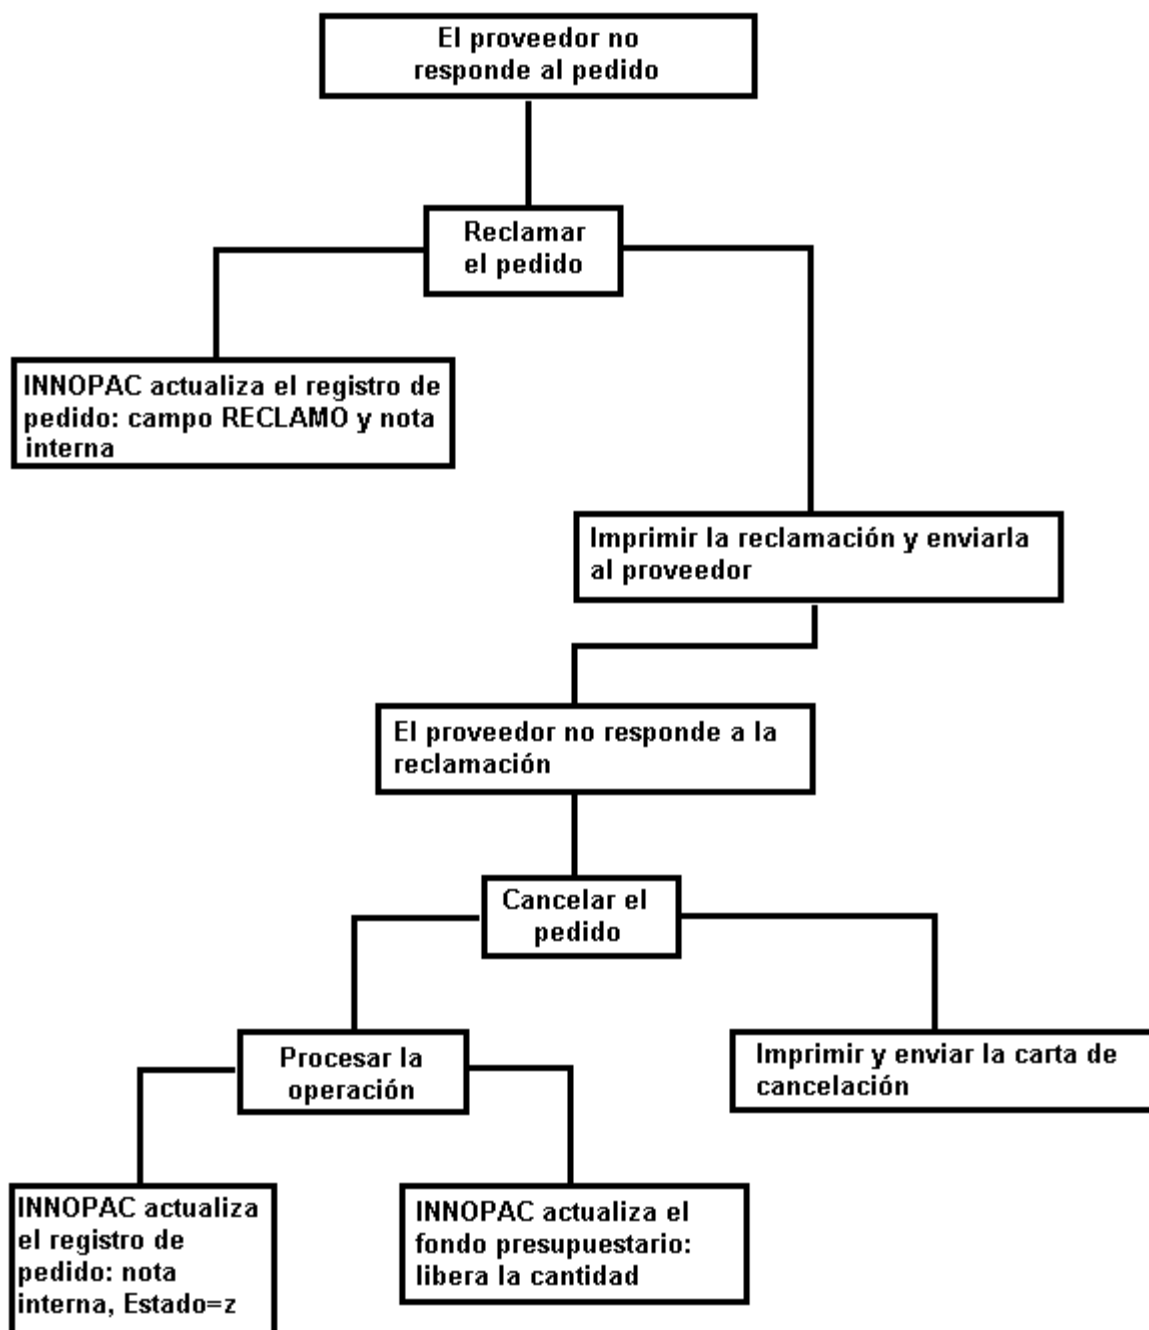 El proveedor no
responde al pedido
Reclamar
el pedido
INNOPAC actualiza el registro de
pedido: campo RECLAMO y nota
interna
Imprimir la reclamación y enviarla
al proveedor
El proveedor no responde a la
reclamación
Cancelar el
pedido
Procesar la
operación
Imprimir y enviar la carta de
cancelación
INNOPAC actualiza
el registro de
pedido: nota
interna, Estado=z
INNOPAC actualiza el
fondo presupuestario:
libera la cantidad